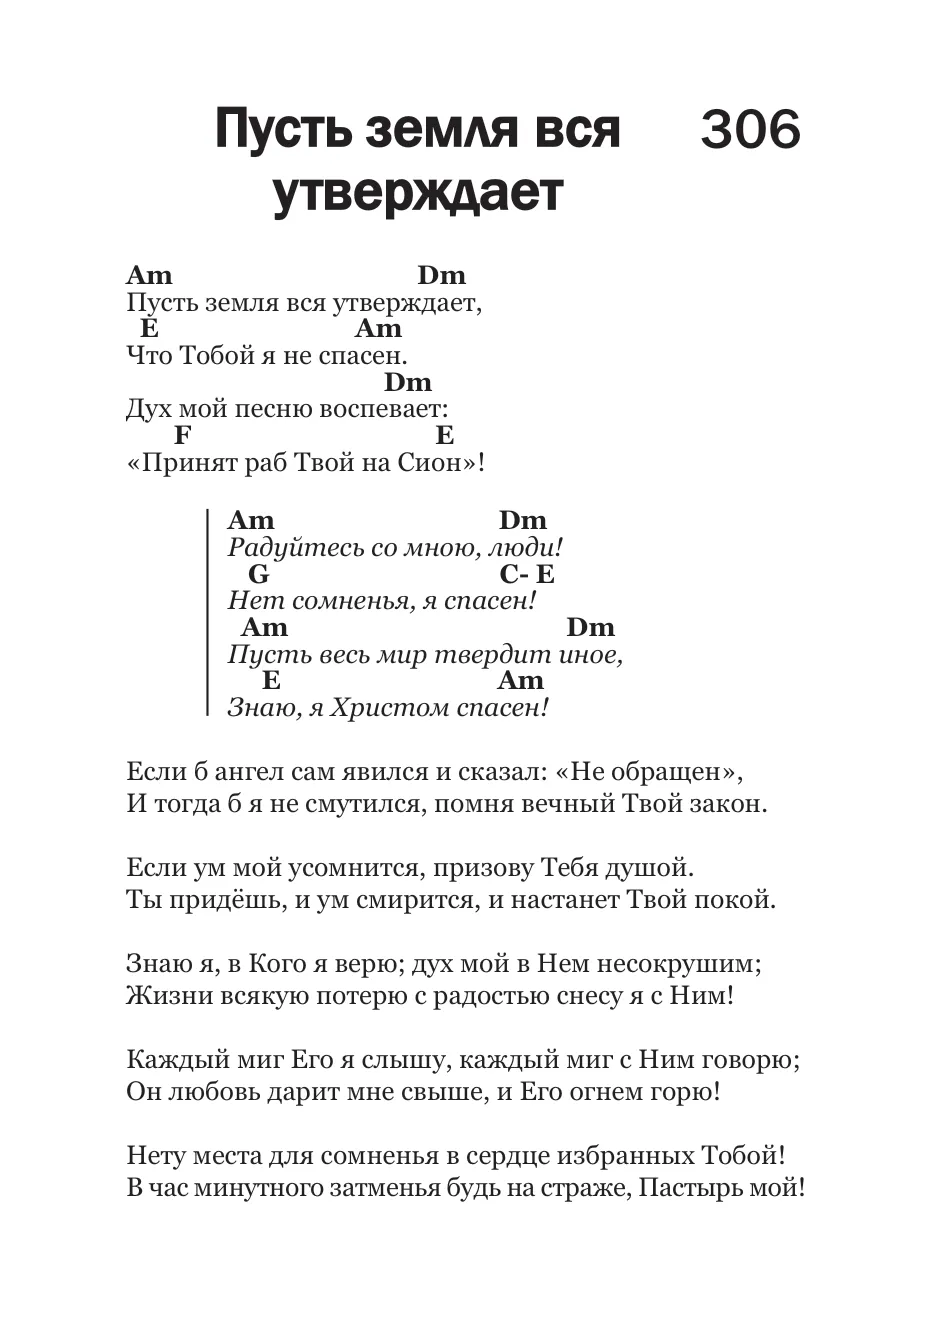 Пусть земля вся 306
утверждает
Am Dm
Пусть земля вся утверждает,
E Am
Что Тобой я не спасен.
Dm
Дух мой песню воспевает:
F E
«Принят раб Твой на Сион»!
Am Dm
Радуйтесь со мною, люди!
G C- E
Нет сомненья, я спасен!
Am Dm
Пусть весь мир твердит иное,
E Am
Знаю, я Христом спасен!
Если б ангел сам явился и сказал: «Не обращен»,
И тогда б я не смутился, помня вечный Твой закон.
Если ум мой усомнится, призову Тебя душой.
Ты придёшь, и ум смирится, и настанет Твой покой.
Знаю я, в Кого я верю; дух мой в Нем несокрушим;
Жизни всякую потерю с радостью снесу я с Ним!
Каждый миг Его я слышу, каждый миг с Ним говорю;
Он любовь дарит мне свыше, и Его огнем горю!
Нету места для сомненья в сердце избранных Тобой!
В час минутного затменья будь на страже, Пастырь мой!